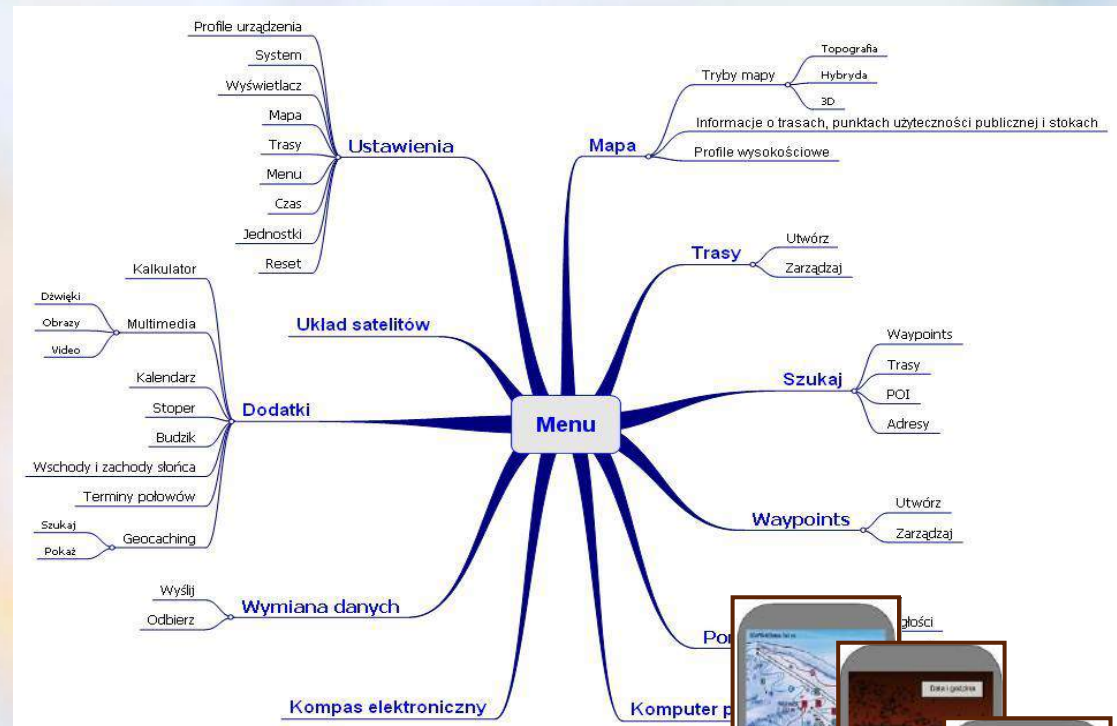 Profile urządzenia
System
Wyświetlacz
Mapa
Trasy
Menu
Czas
Jednostki
Reset
Ustawienia
Układ satelitów
Kalkulator
Dźwięki
Obrazy
Video
Multimedia
Kalendarz
Stoper
Budzik
Wschody i zachody słońca
Terminy połowów
Szukaj
Pokaż
Geocaching
Dodatki
Wyślij
Odbierz
Wymiana danych
Kompas elektroniczny
Menu
Mapa
Tryby mapy
Topografia
Hybryda
3D
Informacje o trasach, punktach użyteczności publicznej i stokach
Profile wysokościowe
Trasy
Utwórz
Zarządzaj
Szukaj
Waypoints
Trasy
POI
Adresy
Waypoints
Utwórz
Zarządzaj
Komputer
Data i godzina